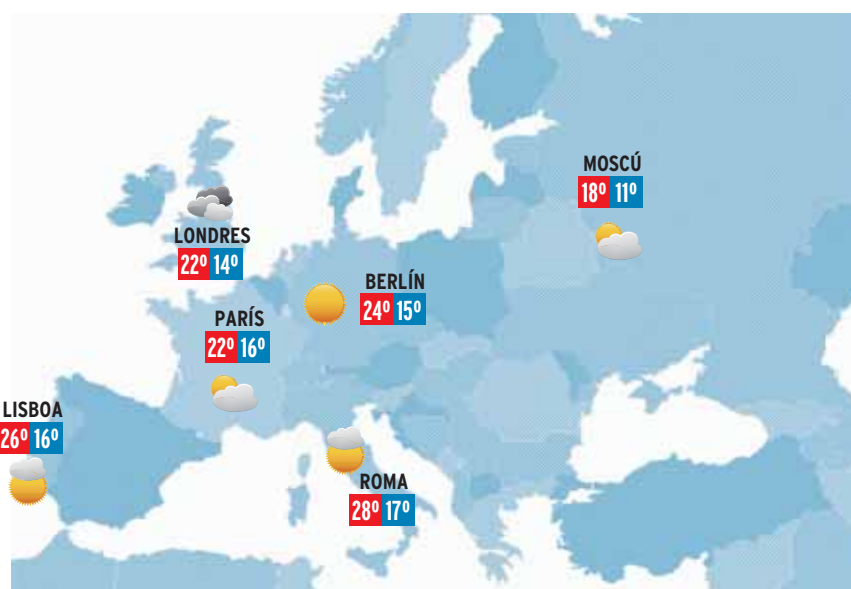 MOSCÚ
18º 11º
LONDRES
22º 14º
BERLÍN
24º 15º
PARÍS
22º 16º
LISBOA
26º 16º
ROMA
28º 17º